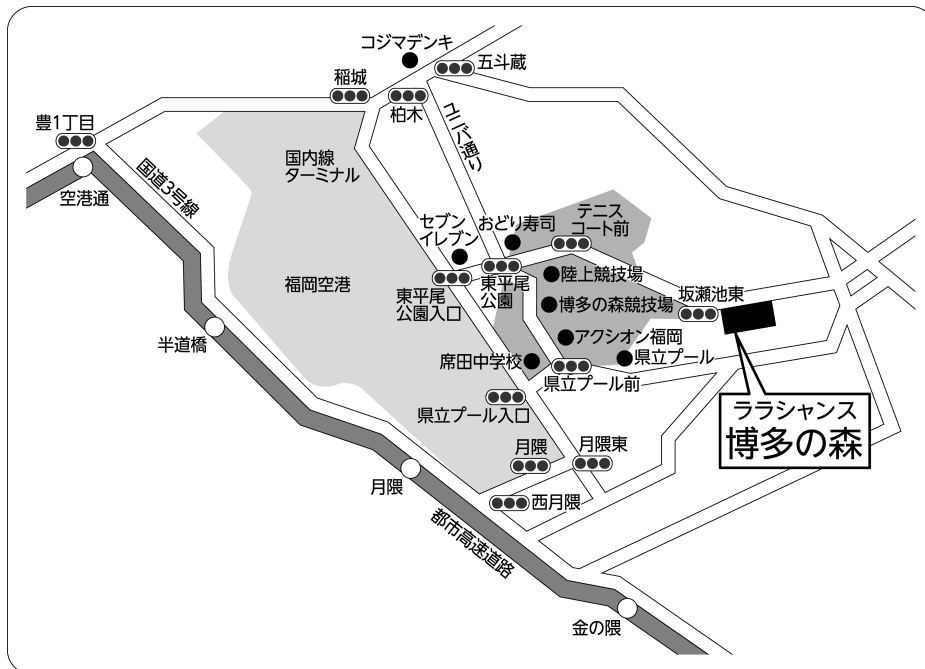 コジマデンキ
五斗蔵
稲城
柏木
豊1丁目
ユニバ通り
国内線
ターミナル
国道3号線
空港通
セブン
イレブン
おどり寿司
テニス
コート前
福岡空港
東平尾
公園入口
東平尾
公園
陸上競技場
博多の森競技場
坂瀬池東
アクシオン福岡
県立プール
半道橋
席田中学校
県立プール前
県立プール入口
ララシャンス
博多の森
月隈
月隈東
月隈
西月隈
都市高速道路
金の隈